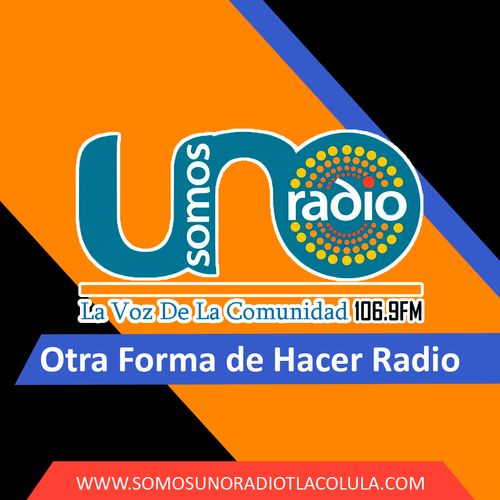 uno
somos
radio
La Voz De La Comunidad 106.9FM
Otra Forma de Hacer Radio
WWW.SOMOSUNORADIOTLACOLULA.COM